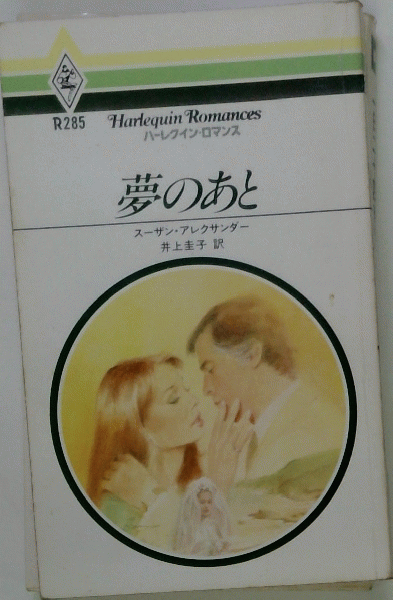 R285
Harlequin Romances
ハーレクイン・ロマンス
夢のあと
スーザン・アレクサンダー
井上圭子 訳